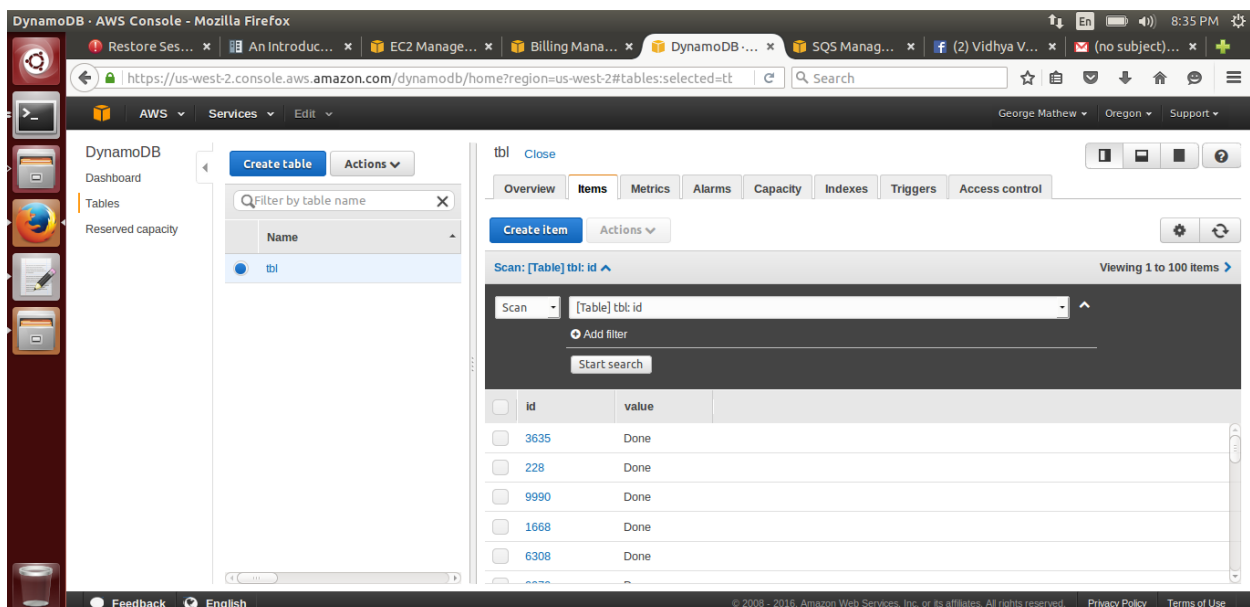 DynamoDB · AWS Console - Mozilla Firefox
En
8:35 PM
Restore Ses... ×
An Introduc... ×
EC2 Manage... ×
Billing Mana... ×
DynamoDB ·... ×
SQS Manag... ×
(2) Vidhya V... ×
(no subject)... ×
https://us-west-2.console.aws.amazon.com/dynamodb/home?region=us-west-2#tables:selected=tt
Search
AWS
Services
Edit
George Mathew
Oregon
Support
DynamoDB
Dashboard
Tables
Reserved capacity
Create table
Actions
Filter by table name
Name
tbl
tbl Close
Overview
Items
Metrics
Alarms
Capacity
Indexes
Triggers
Access control
Create item
Actions
Scan: [Table] tbl: id
Viewing 1 to 100 items
Scan
[Table] tbl: id
Add filter
Start search
id value
3635 Done
228 Done
9990 Done
1668 Done
6308 Done
Feedback
English
© 2008 - 2016, Amazon Web Services, Inc. or its affiliates. All rights reserved.
Privacy Policy
Terms of Use